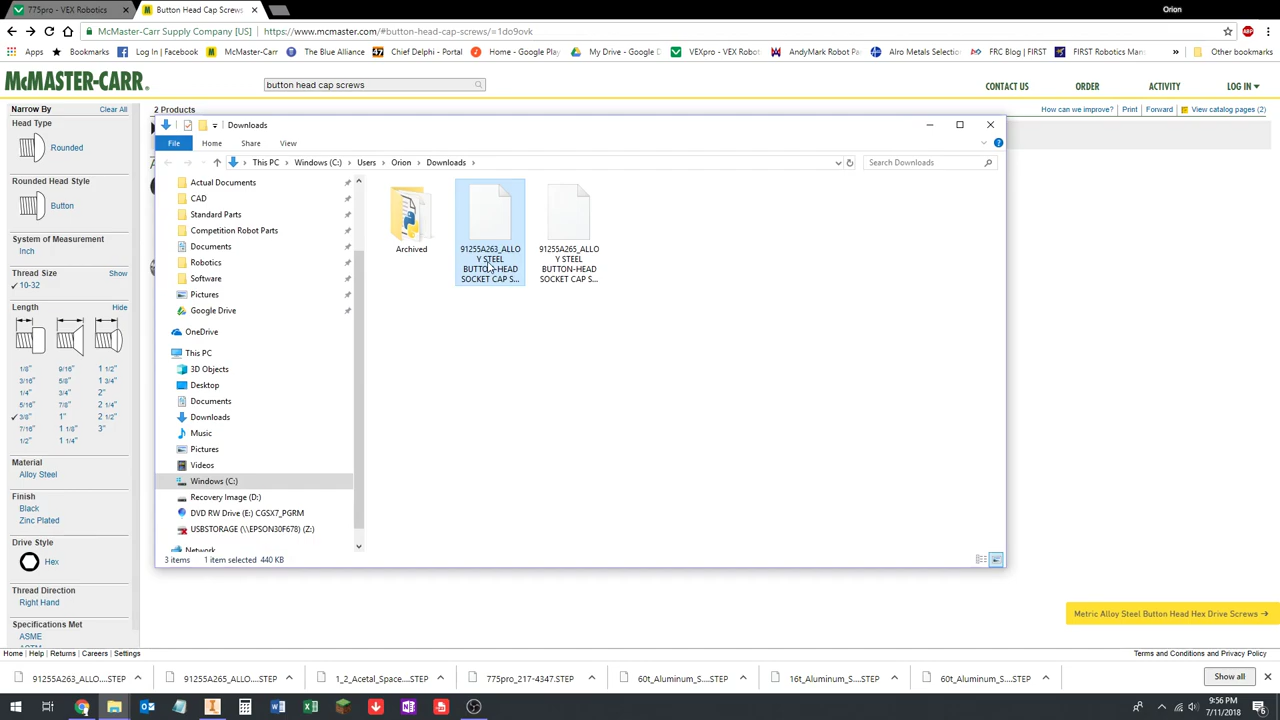 775pro - VEX Robotics
Button Head Cap Screws
Orion
McMaster-Carr Supply Company [US]
https://www.mcmaster.com/#button-head-cap-screws/=1do9ovk
Apps
Bookmarks
Log In | Facebook
McMaster-Carr
The Blue Alliance
Chief Delphi - Portal
Home - Google Play
My Drive - Google D
VEXpro - VEX Robo
AndyMark Robot Pa
Alro Metals Selectio
FRC Blog | FIRST
FIRST Robotics Man
Other bookmarks
McMASTER-CARR
button head cap screws
CONTACT US
ORDER
ACTIVITY
LOG IN
Narrow By
Clear All
2 Products
How can we improve?
Print
Forward
View catalog pages (2)
Head Type
Rounded
Rounded Head Style
Button
System of Measurement
Inch
Thread Size
Show
10-32
Length
Hide
1/8" 9/16" 1 1/2"
3/16" 5/8" 1 3/4"
1/4" 3/4" 2"
5/16" 7/8" 2 1/4"
3/8" 1" 2 1/2"
7/16" 1 1/8" 3"
1/2" 1 1/4"
Material
Alloy Steel
Finish
Black
Zinc Plated
Drive Style
Hex
Thread Direction
Right Hand
Specifications Met
ASME
Downloads
File
Home
Share
View
This PC
Windows (C:)
Users
Orion
Downloads
Search Downloads
Actual Documents
CAD
Standard Parts
Competition Robot Parts
Documents
Robotics
Software
Pictures
Google Drive
OneDrive
This PC
3D Objects
Desktop
Documents
Downloads
Music
Pictures
Videos
Windows (C:)
Recovery Image (D:)
DVD RW Drive (E:) CGSX7_PGRM
USBSTORAGE (\\EPSON30F678) (Z:)
Network
Archived
91255A263_ALLO
Y STEEL
BUTTON-HEAD
SOCKET CAP S...
91255A265_ALLO
Y STEEL
BUTTON-HEAD
SOCKET CAP S...
3 items
1 item selected 440 KB
Metric Alloy Steel Button Head Hex Drive Screws
Home
Help
Returns
Careers
Settings
Terms and Conditions and Privacy Policy
91255A263_ALLO....STEP
91255A265_ALLO....STEP
1_2_Acetal_Space....STEP
775pro_217-4347.STEP
60t_Aluminum_S....STEP
16t_Aluminum_S....STEP
60t_Aluminum_S....STEP
Show all
9:56 PM
7/11/2018